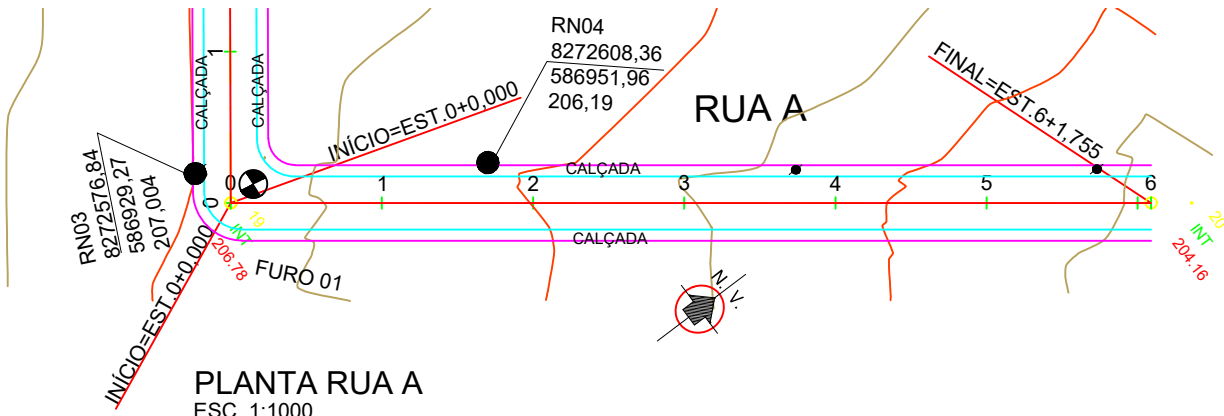 RN04
8272608,36
586951,96
206,19
RUA A
FINAL=EST.6+1,755
INÍCIO=EST.0+0,000
CALÇADA
CALÇADA
1
CALÇADA
0
1
2
3
4
5
6
0
RN03
8272576,84
586929,27
207,004
19
INT
206.78
FURO 01
CALÇADA
INÍCIO=EST.0+0,000
N. V.
20
INT
204.16
PLANTA RUA A
ESC. 1:1000